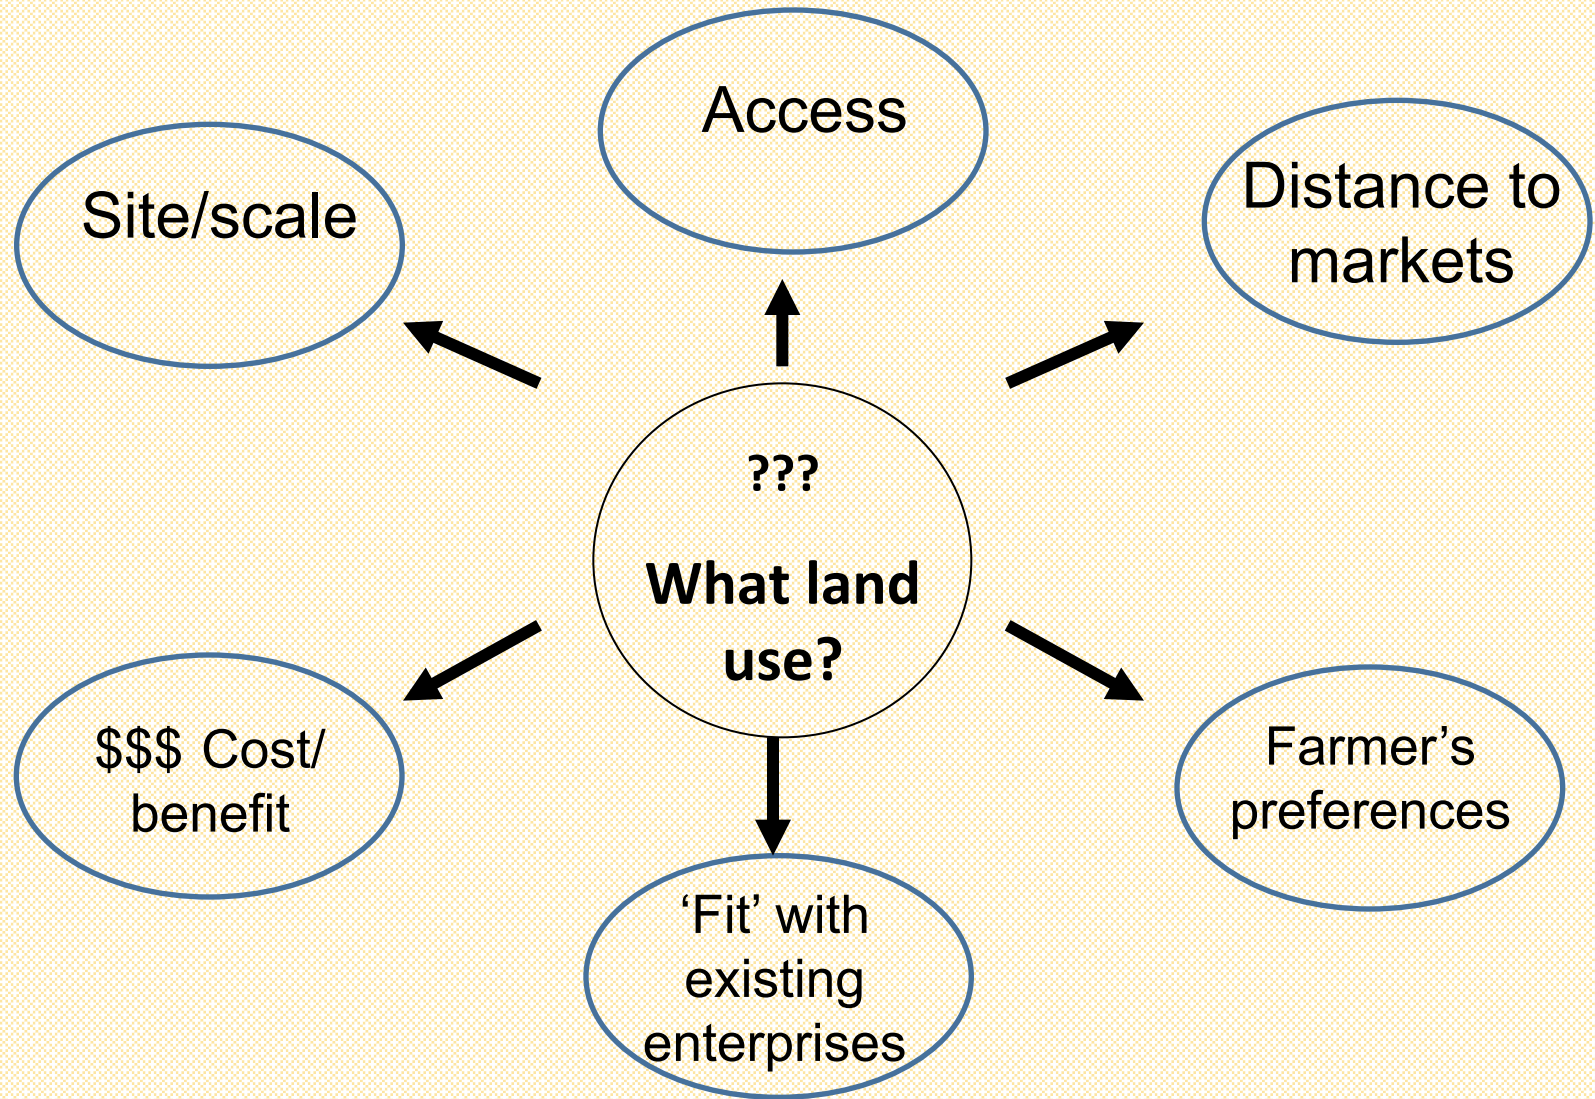 Access
Site/scale
Distance to
markets
???
What land
use?
$$$ Cost/
benefit
Farmer’s
preferences
‘Fit’ with
existing
enterprises